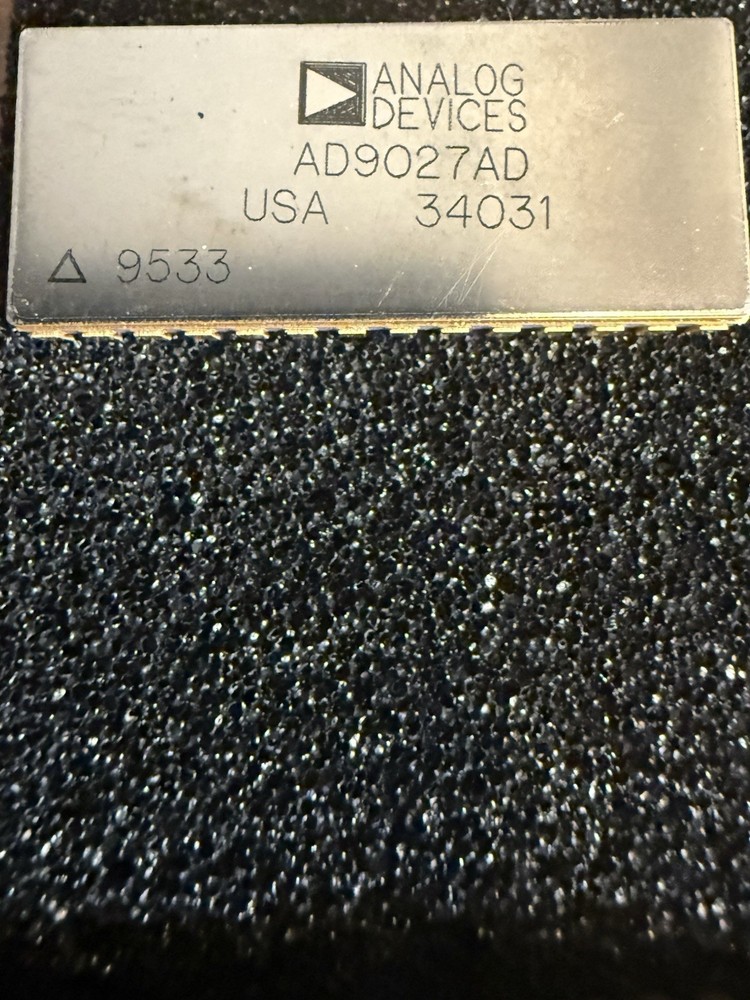 ANALOG
DEVICES
AD9027AD
USA 34031
△ 9533